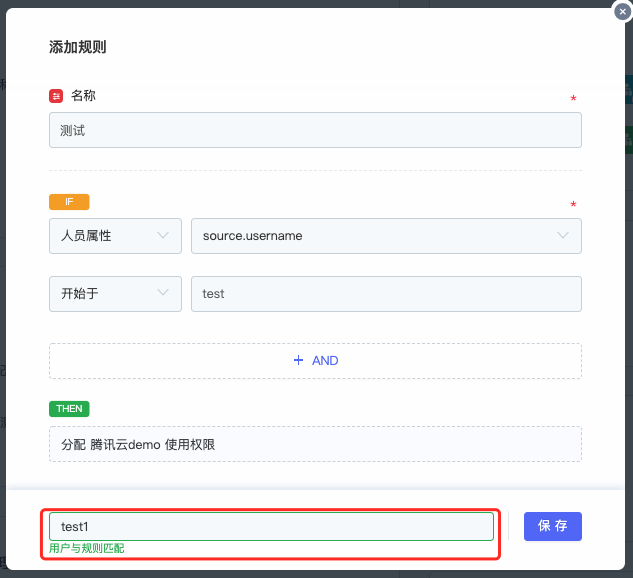 添加规则
名称
*
测试
IF
*
人员属性
source.username
开始于
test
+ AND
THEN
分配 腾讯云demo 使用权限
test1
保 存
用户与规则匹配